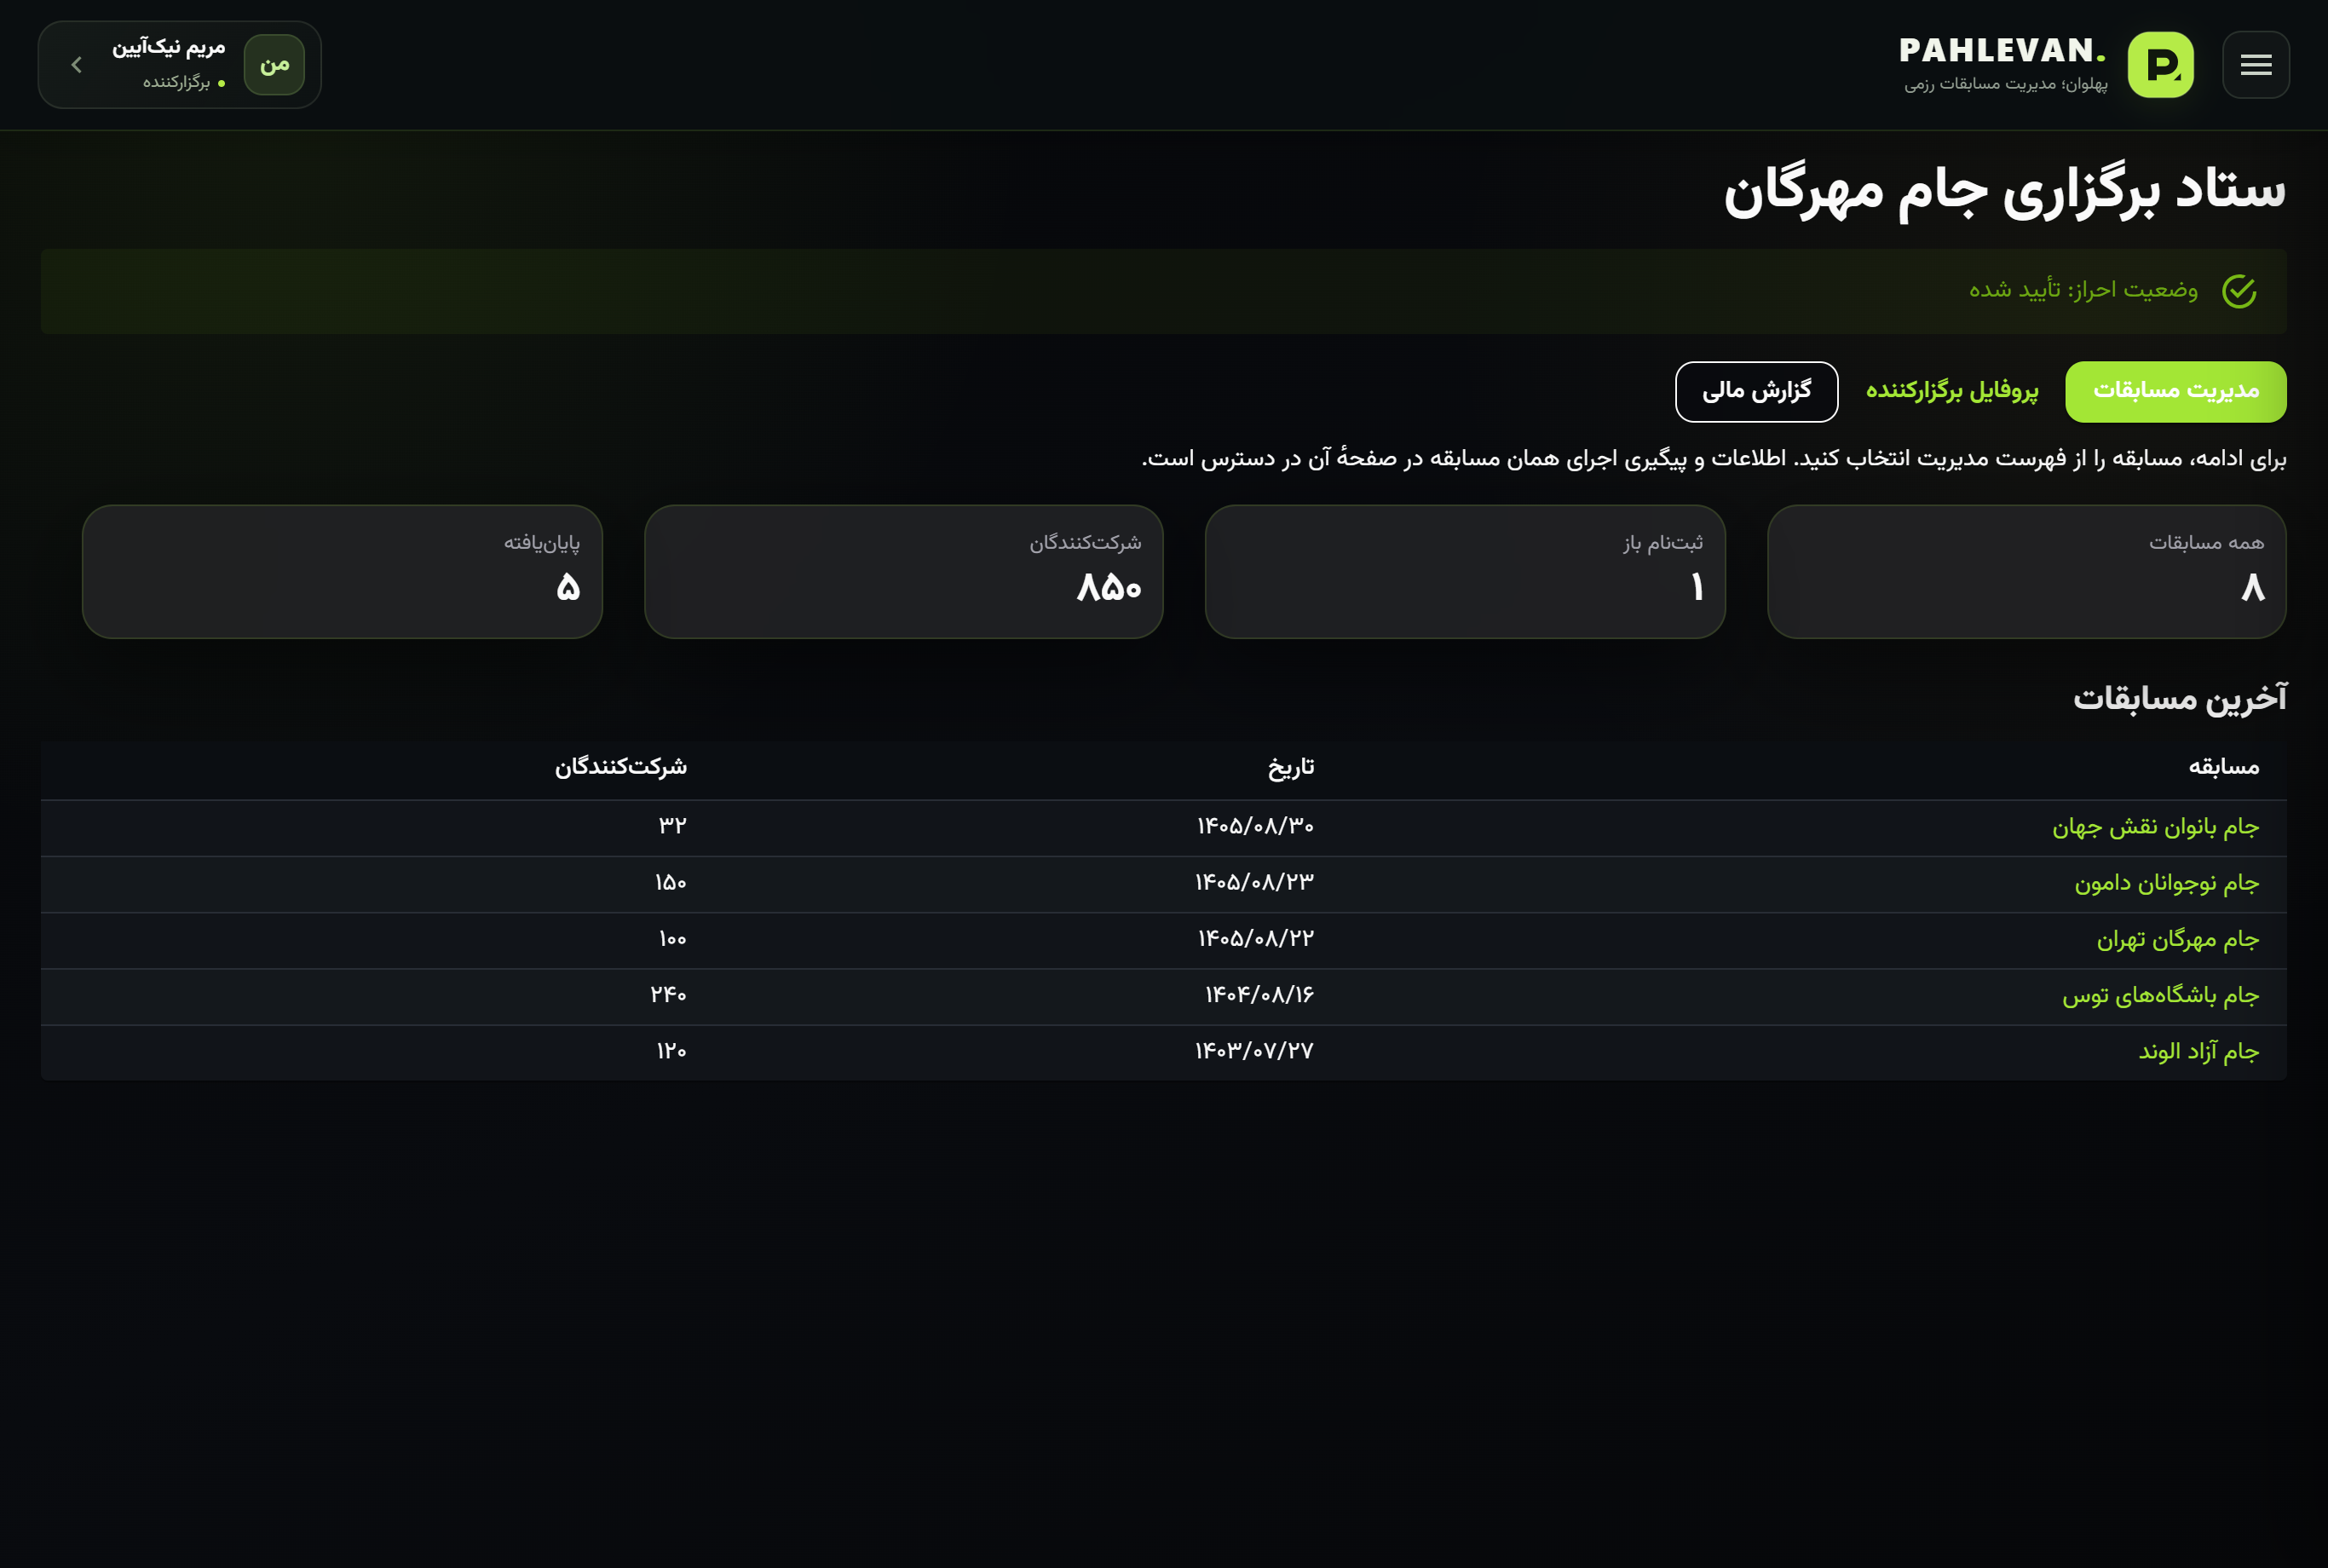 PAHLEVAN.
پهلوان؛ مدیریت مسابقات رزمی
من
مریم نیک‌آیین
برگزارکننده
ستاد برگزاری جام مهرگان
وضعیت احراز: تأیید شده
مدیریت مسابقات
پروفایل برگزارکننده
گزارش مالی
برای ادامه، مسابقه را از فهرست مدیریت انتخاب کنید. اطلاعات و پیگیری اجرای همان مسابقه در صفحهٔ آن در دسترس است.
همه مسابقات
۸
ثبت‌نام باز
۱
شرکت‌کنندگان
۸۵۰
پایان‌یافته
۵
آخرین مسابقات
مسابقه تاریخ شرکت‌کنندگان
جام بانوان نقش جهان ۱۴۰۵/۰۸/۳۰ ۳۲
جام نوجوانان دامون ۱۴۰۵/۰۸/۲۳ ۱۵۰
جام مهرگان تهران ۱۴۰۵/۰۸/۲۲ ۱۰۰
جام باشگاه‌های توس ۱۴۰۴/۰۸/۱۶ ۲۴۰
جام آزاد الوند ۱۴۰۳/۰۷/۲۷ ۱۲۰